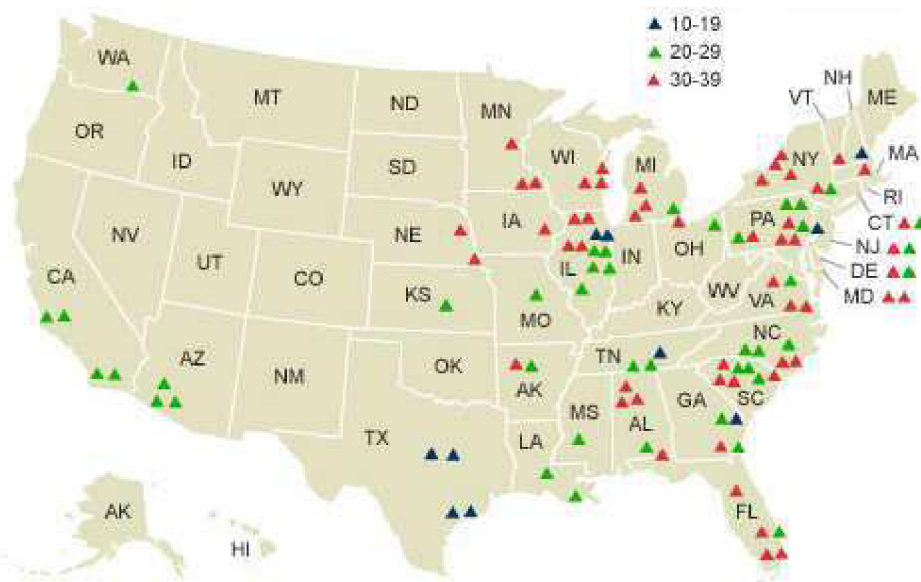 10-19
20-29
30-39
WA
MT
ND
MN
VT
NH
ME
OR
ID
SD
WI
MI
NY
MA
WY
RI
NV
NE
IA
PA
CT
UT
CO
IL
IN
OH
NJ
CA
KS
MO
KY
WV
VA
DE
MD
AZ
NM
OK
AK
TN
NC
TX
LA
MS
AL
GA
SC
AK
HI
FL